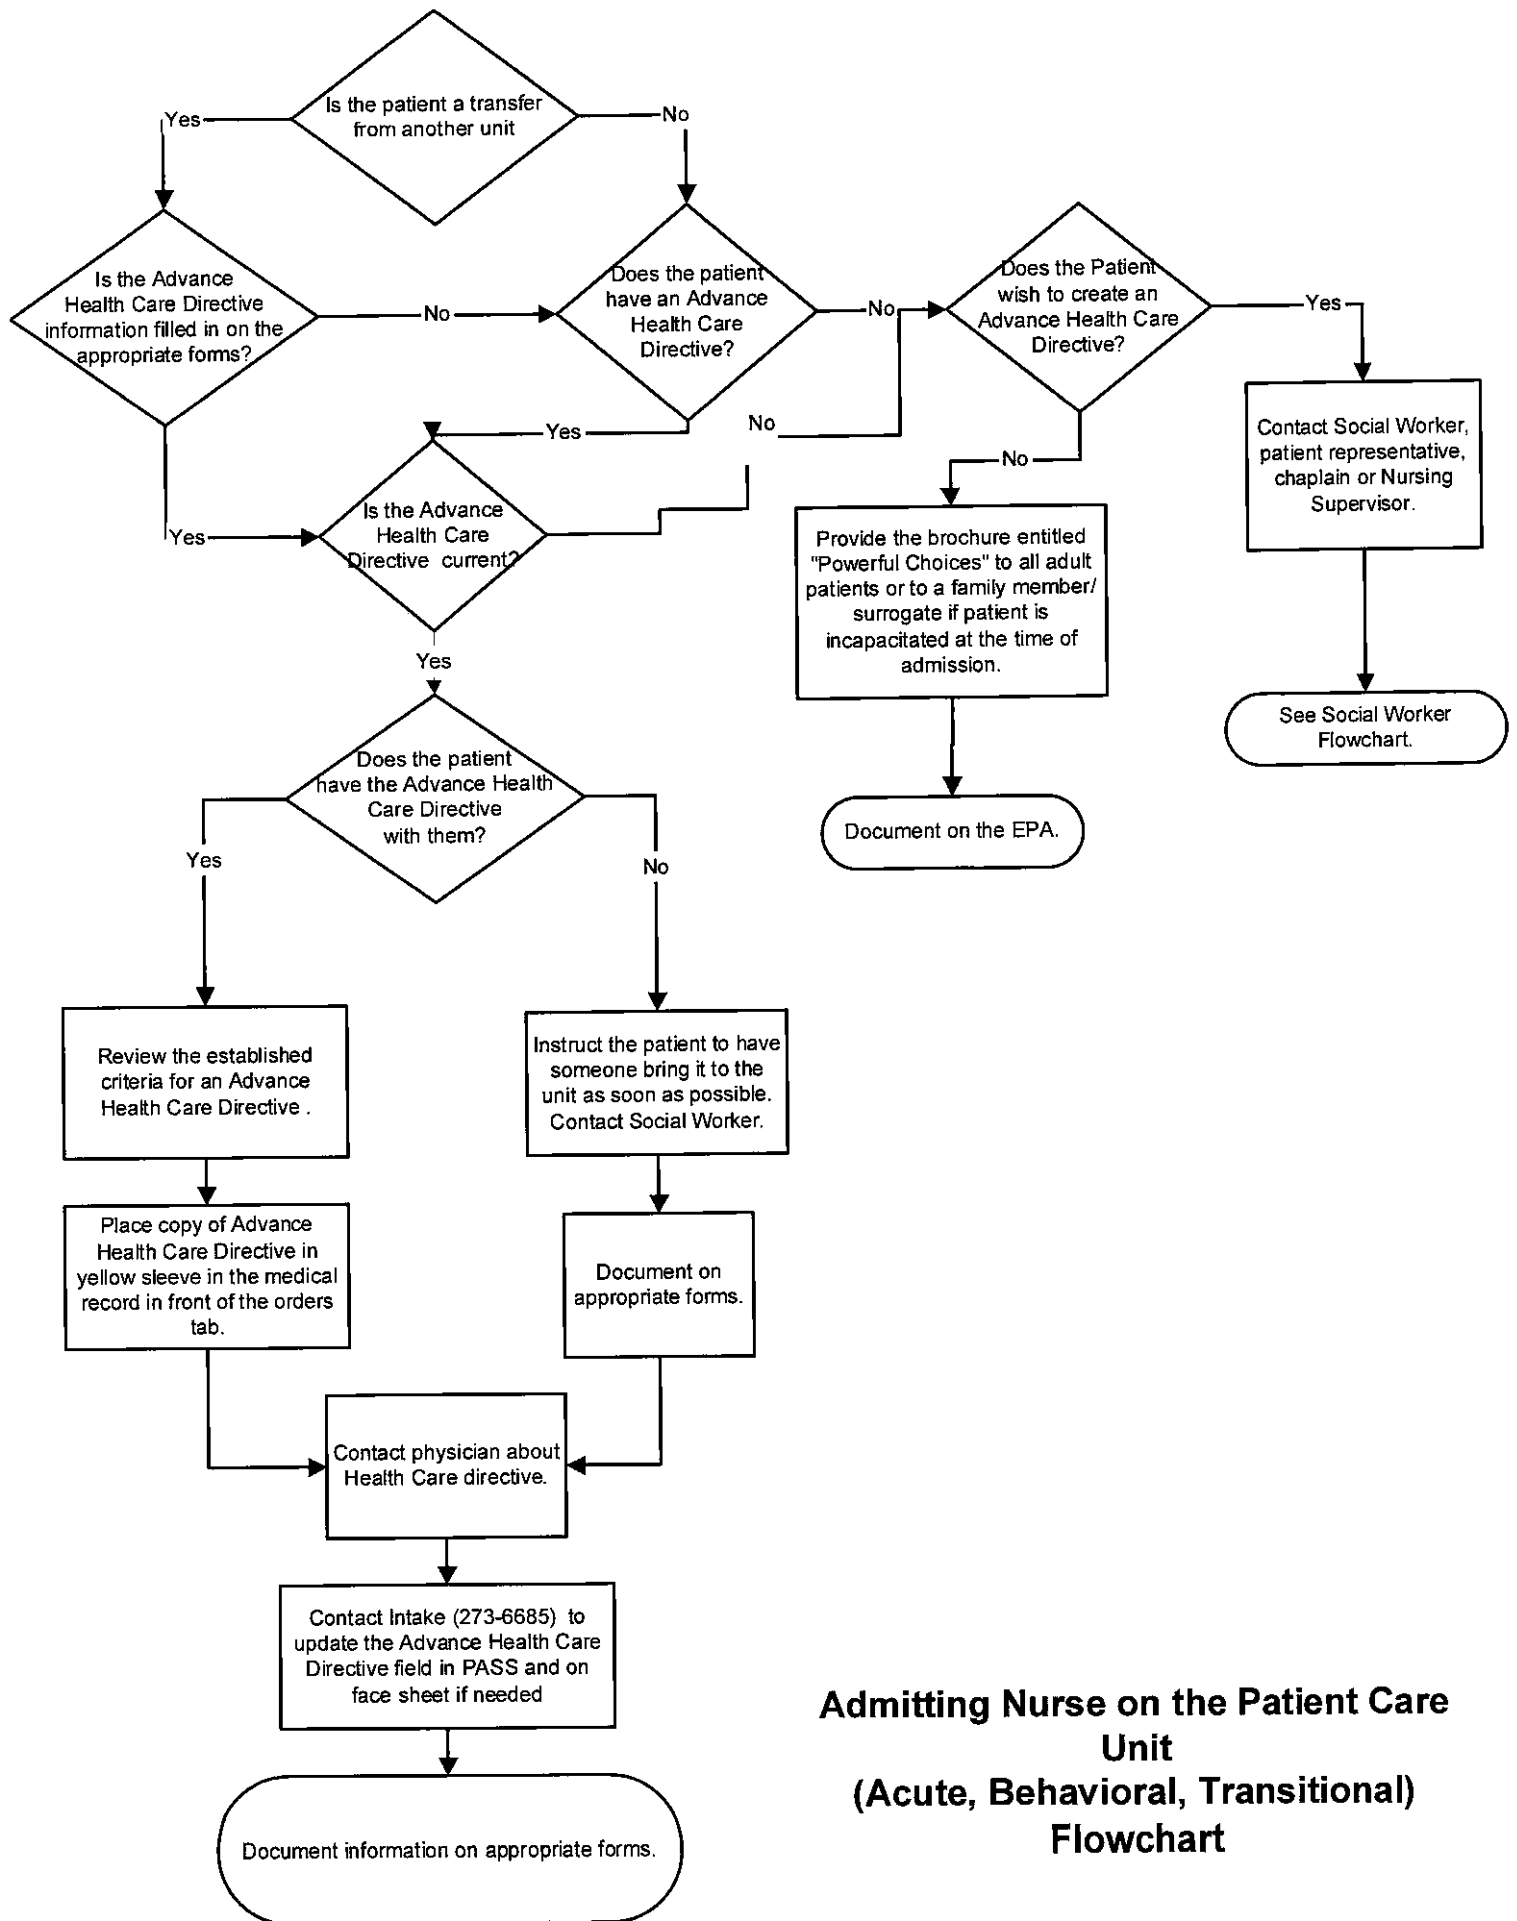 Is the patient a transfer
from another unit
Yes
No
Is the Advance
Health Care Directive
information filled in on the
appropriate forms?
No
Does the patient
have an Advance
Health Care
Directive?
No
Does the Patient
wish to create an
Advance Health Care
Directive?
Yes
Contact Social Worker,
patient representative,
chaplain or Nursing
Supervisor.
See Social Worker
Flowchart.
Yes
No
No
Yes
Is the Advance
Health Care
Directive current?
Provide the brochure entitled
"Powerful Choices" to all adult
patients or to a family member/
surrogate if patient is
incapacitated at the time of
admission.
Document on the EPA.
Yes
Does the patient
have the Advance Health
Care Directive
with them?
Yes
No
Review the established
criteria for an Advance
Health Care Directive .
Instruct the patient to have
someone bring it to the
unit as soon as possible.
Contact Social Worker.
Place copy of Advance
Health Care Directive in
yellow sleeve in the medical
record in front of the orders
tab.
Document on
appropriate forms.
Contact physician about
Health Care directive.
Contact Intake (273-6685) to
update the Advance Health Care
Directive field in PASS and on
face sheet if needed
Document information on appropriate forms.
Admitting Nurse on the Patient Care
Unit
(Acute, Behavioral, Transitional)
Flowchart